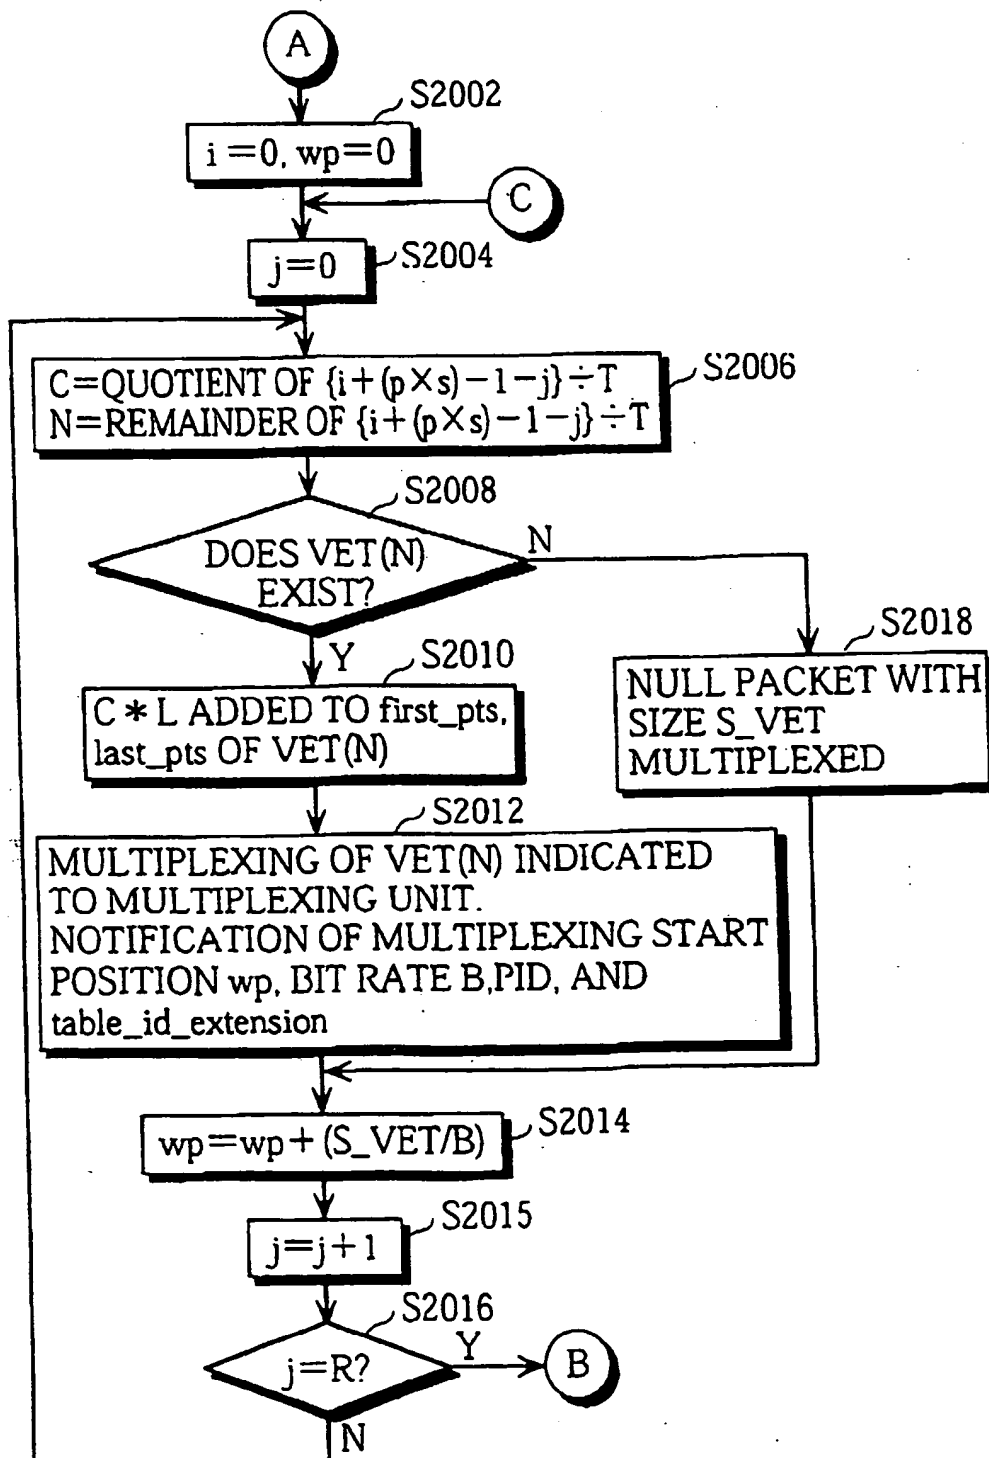 A
S2002
i=0, wp=0
C
j=0
S2004
C=QUOTIENT OF {i+(p×s)−1−j}÷T
N=REMAINDER OF {i+(p×s)−1−j}÷T
S2006
S2008
DOES VET(N)
EXIST?
N
Y
S2010
C*L ADDED TO first_pts,
last_pts OF VET(N)
S2018
NULL PACKET WITH
SIZE S_VET
MULTIPLEXED
S2012
MULTIPLEXING OF VET(N) INDICATED
TO MULTIPLEXING UNIT.
NOTIFICATION OF MULTIPLEXING START
POSITION wp, BIT RATE B,PID, AND
table_id_extension
wp=wp+(S_VET/B)
S2014
j=j+1
S2015
S2016
j=R?
Y
B
N